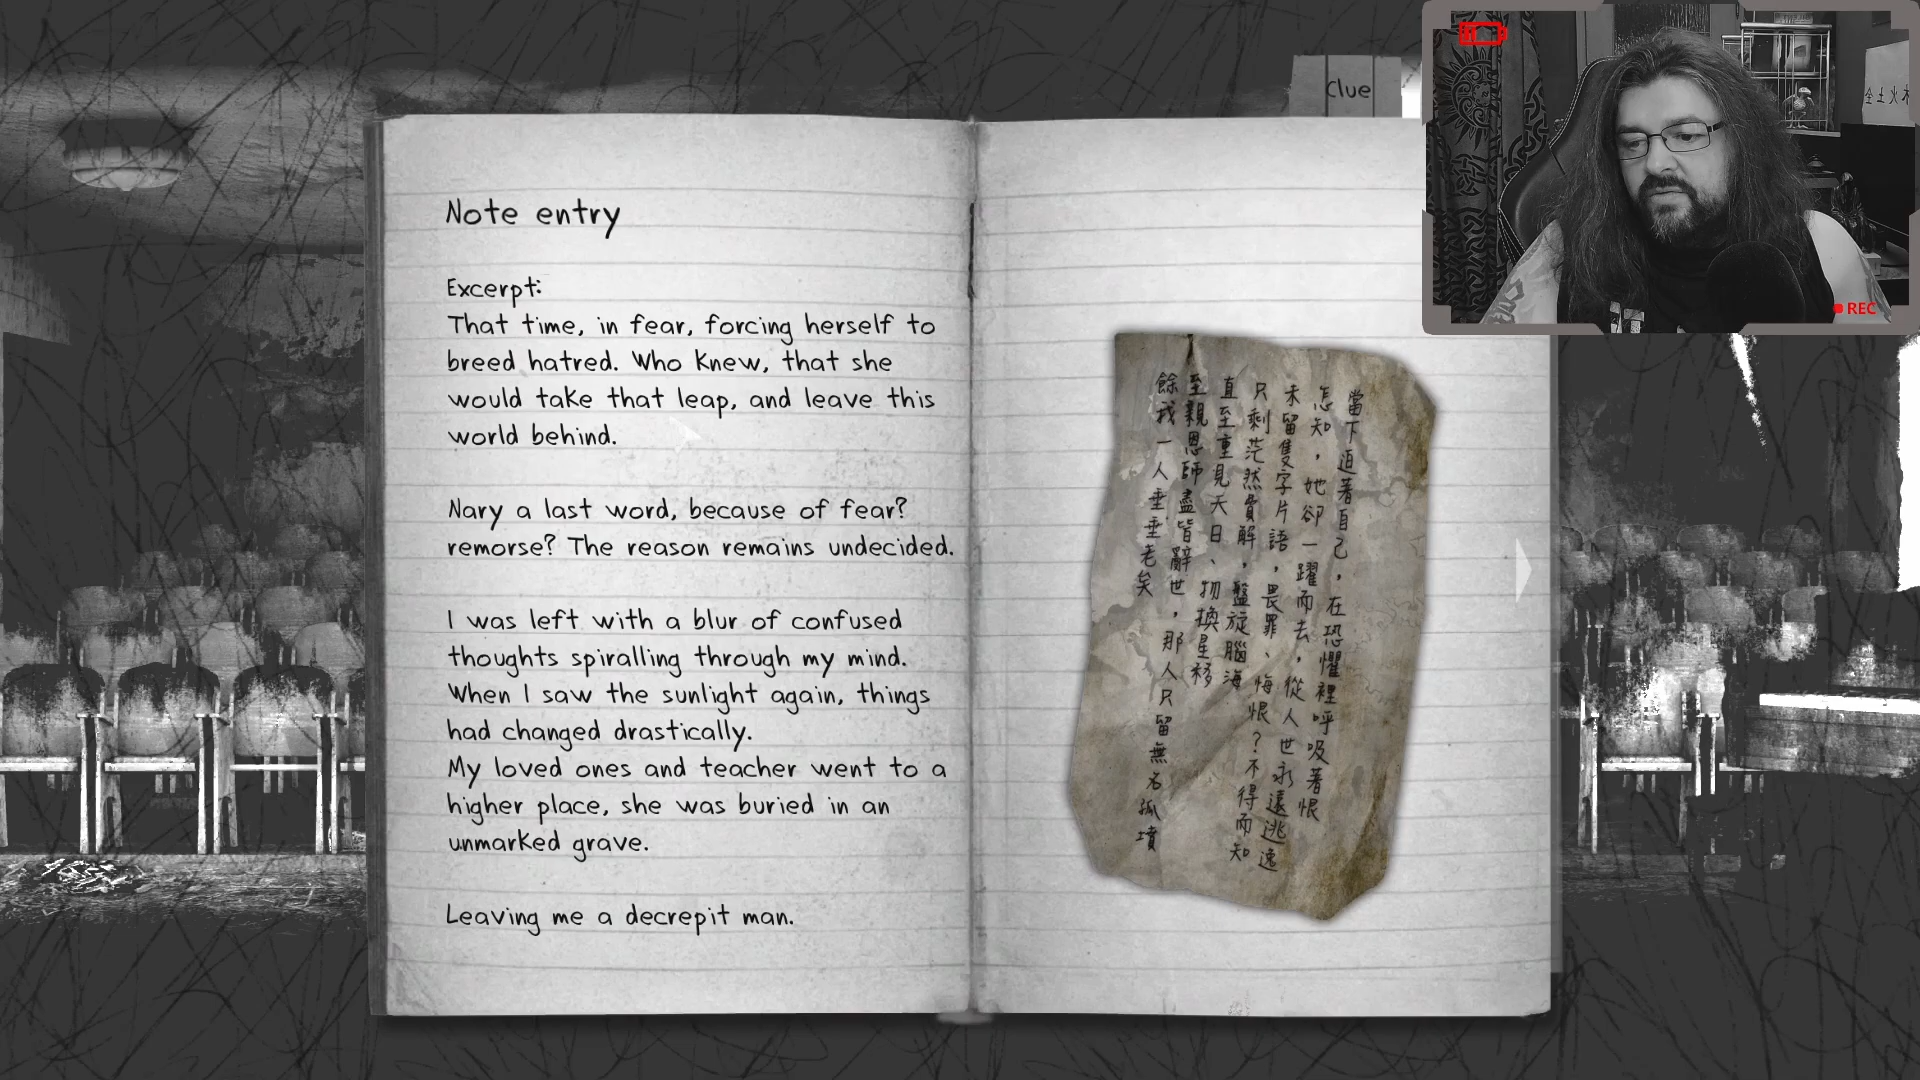 Clue
Note entry
Excerpt:
That time, in fear, forcing herself to
breed hatred. Who knew, that she
would take that leap, and leave this
world behind.
Nary a last word, because of fear?
remorse? The reason remains undecided.
I was left with a blur of confused
thoughts spiralling through my mind.
When I saw the sunlight again, things
had changed drastically.
My loved ones and teacher went to a
higher place, she was buried in an
unmarked grave.
Leaving me a decrepit man.
當下迫著自己，在恐懼裡呼吸著恨
怎知，她卻一躍而去，從人世永遠逃逸
未留隻字片語，畏罪、悔恨？不得而知
只剩茫然費解，盤旋腦海
直至重見天日、物換星移
至親恩師盡皆辭世，那人只留無名孤墳
餘我一人垂垂老矣
REC